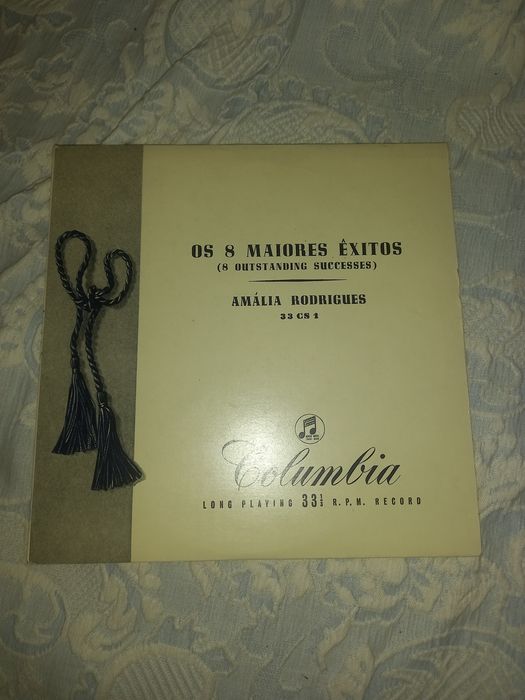 OS 8 MAIORES ÊXITOS
(8 OUTSTANDING SUCCESSES)
AMÁLIA RODRIGUES
33 CS 1
Columbia
LONG PLAYING 33⅓ R.P.M. RECORD